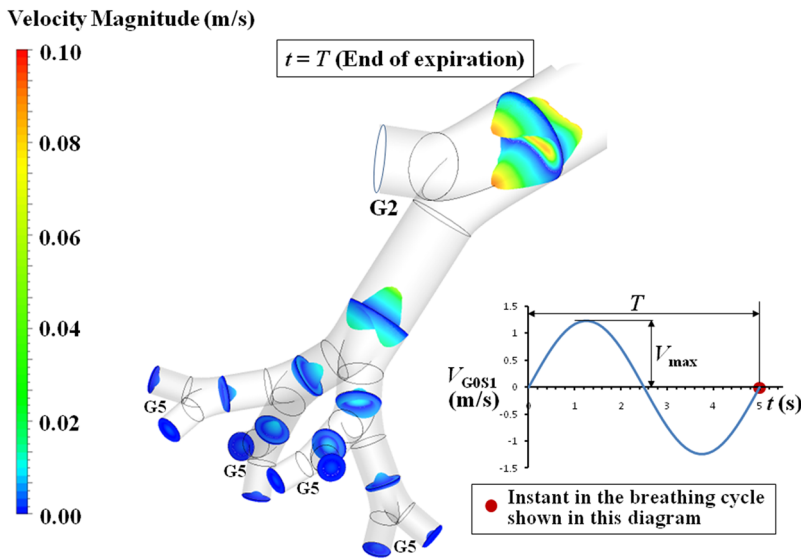 Velocity Magnitude (m/s)
0.10
0.08
0.06
0.04
0.02
0.00
t = T (End of expiration)
G2
G5
G5
G5
G5
1.5
1
0.5
0
-0.5
-1
-1.5
V_G0S1
(m/s)
T
V_max
0 1 2 3 4 5
t (s)
Instant in the breathing cycle
shown in this diagram